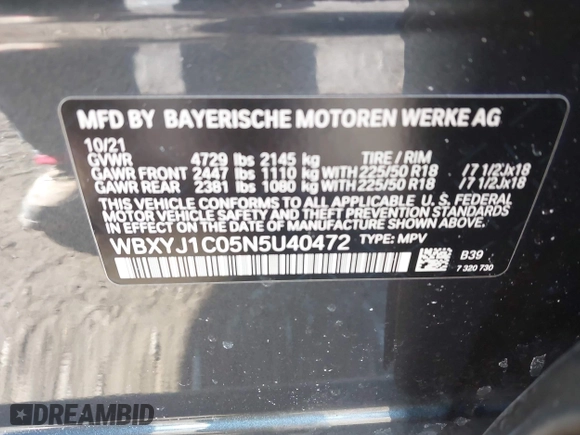 MFD BY BAYERISCHE MOTOREN WERKE AG
10/21
GVWR 4729 lbs 2145 kg TIRE / RIM
GAWR FRONT 2447 lbs 1110 kg WITH 225/50 R18 /7 1/2Jx18
GAWR REAR 2381 lbs 1080 kg WITH 225/50 R18 /7 1/2Jx18
THIS VEHICLE CONFORMS TO ALL APPLICABLE U. S. FEDERAL
MOTOR VEHICLE SAFETY, BUMPER, AND THEFT PREVENTION
STANDARDS IN EFFECT ON THE DATE OF MANUFACTURE SHOWN ABOVE.
WBXYJ1C05N5U40472 TYPE: MPV
B39
7 320 730
DREAMBID